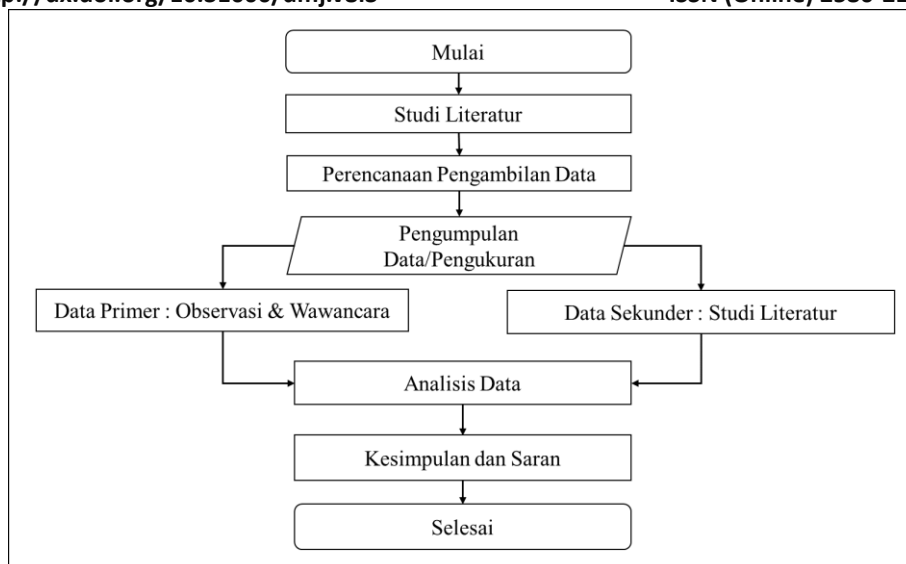 Mulai
Studi Literatur
Perencanaan Pengambilan Data
Pengumpulan
Data/Pengukuran
Data Primer : Observasi & Wawancara
Data Sekunder : Studi Literatur
Analisis Data
Kesimpulan dan Saran
Selesai